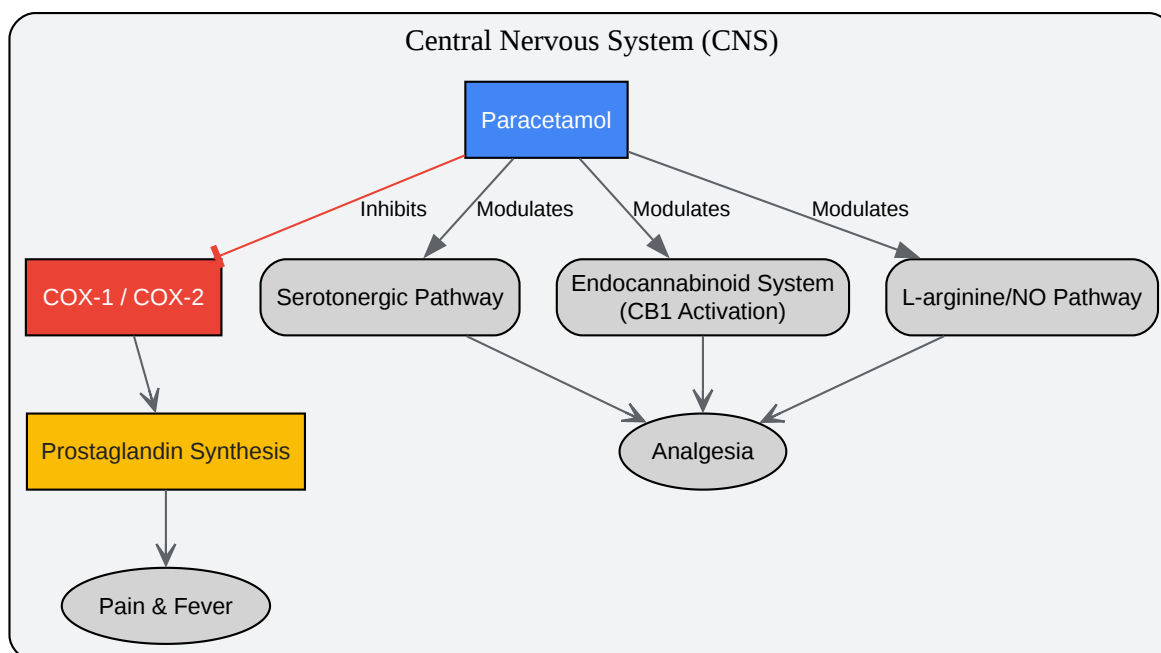 Central Nervous System (CNS)
Paracetamol
Inhibits
Modulates
Modulates
Modulates
COX-1 / COX-2
Serotonergic Pathway
Endocannabinoid System
(CB1 Activation)
L-arginine/NO Pathway
Prostaglandin Synthesis
Analgesia
Pain & Fever